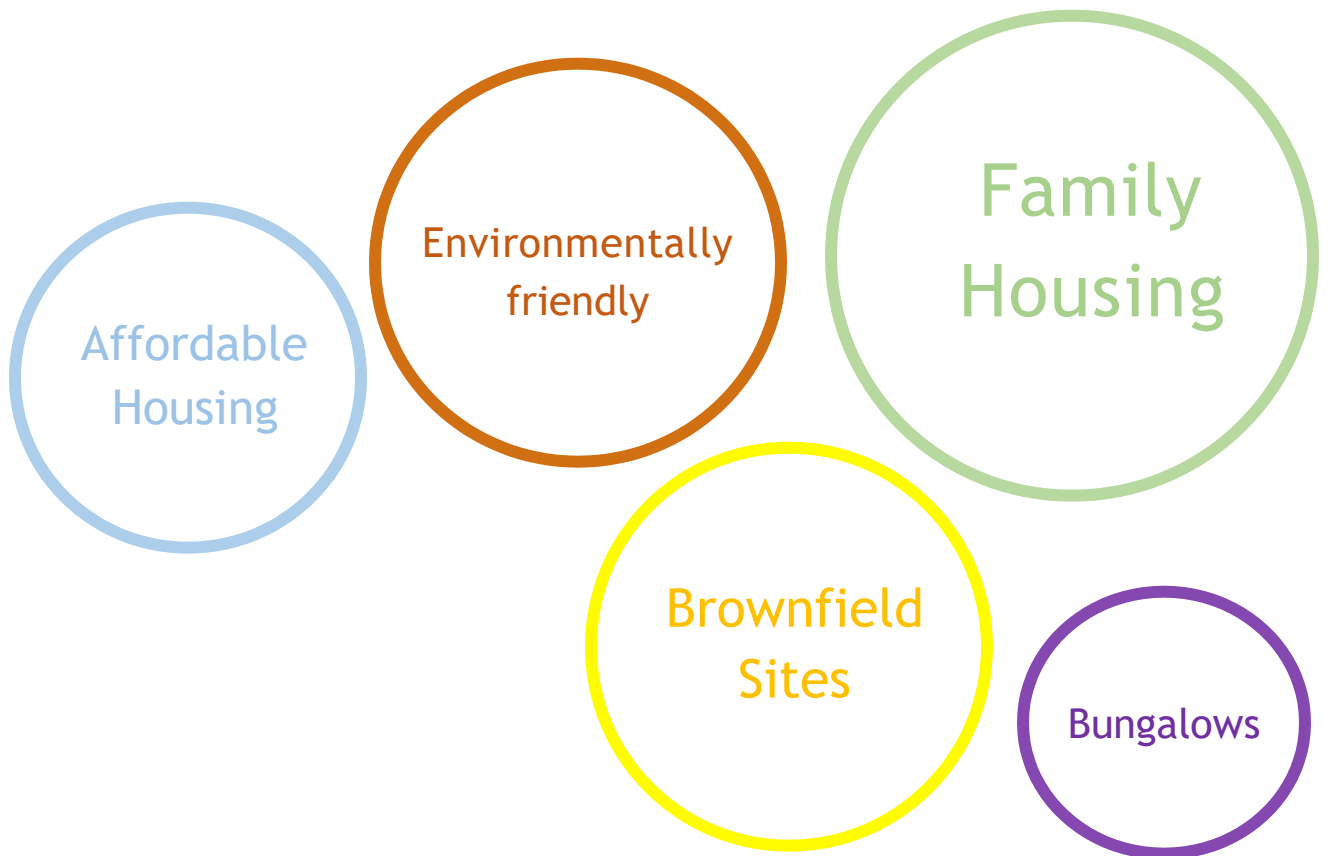 Affordable
Housing
Environmentally
friendly
Family
Housing
Brownfield
Sites
Bungalows